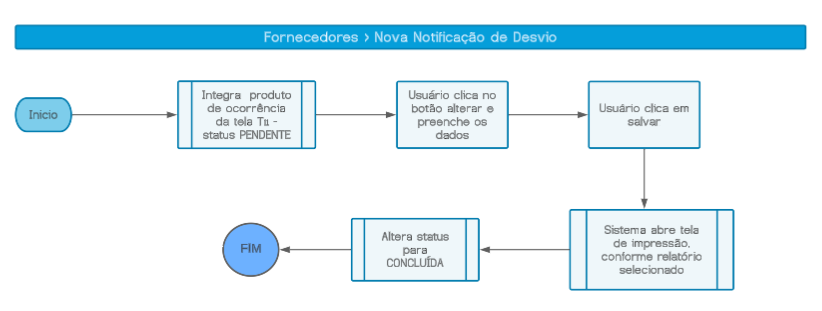 Fornecedores > Nova Notificação de Desvio
Inicio
Integra produto
de ocorrência
da tela Tu -
status PENDENTE
Usuário clica no
botão alterar e
preenche os
dados
Usuário clica em
salvar
Sistema abre tela
de impressão,
conforme relatório
selecionado
Altera status
para
CONCLUÍDA
FIM